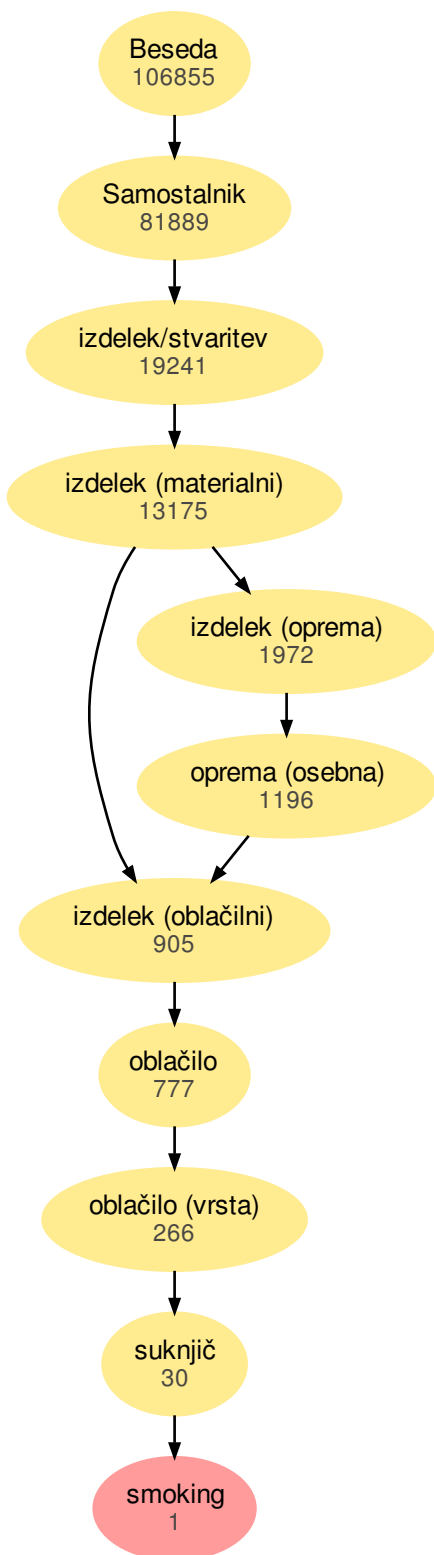 Beseda
106855
Samostalnik
81889
izdelek/stvaritev
19241
izdelek (materialni)
13175
izdelek (oprema)
1972
oprema (osebna)
1196
izdelek (oblačilni)
905
oblačilo
777
oblačilo (vrsta)
266
suknjič
30
smoking
1